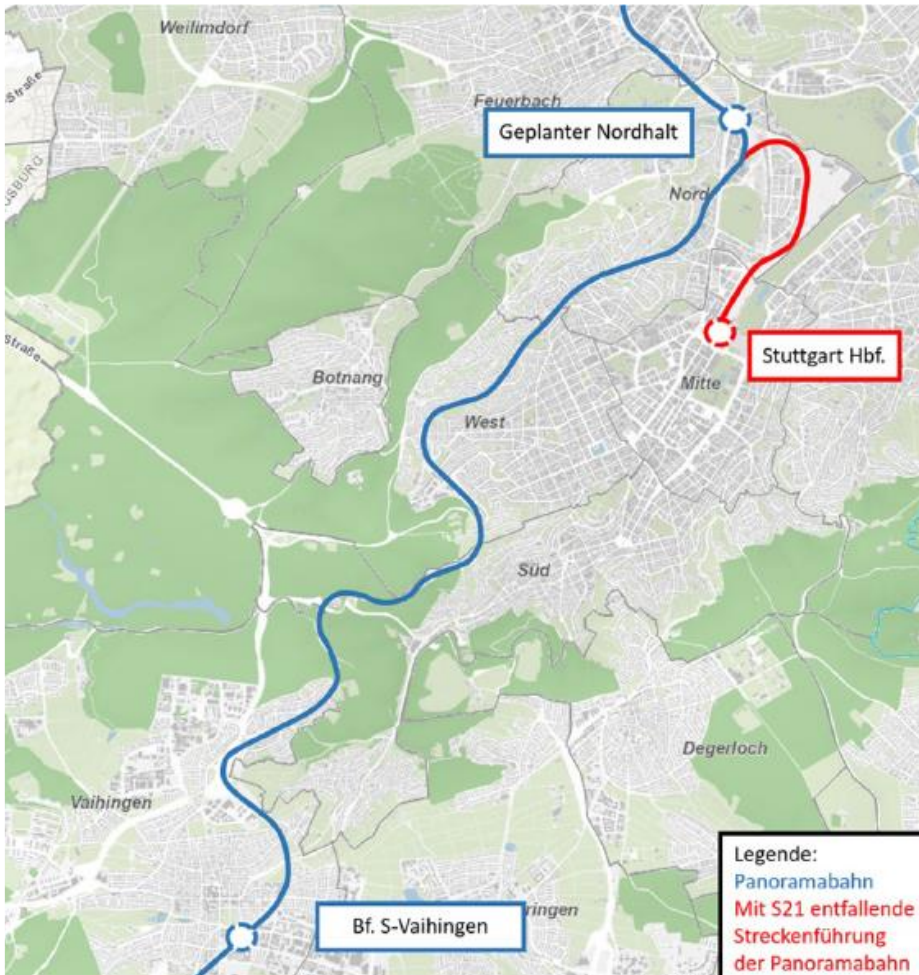 Weilimdorf
Straße
Feuerbach
Geplanter Nordhalt
Nord
straße
Stuttgart Hbf.
Botnang
Mitte
West
Süd
Degerloch
Vaihingen
Legende:
Panoramabahn
Mit S21 entfallende
Streckenführung
der Panoramabahn
Bf. S-Vaihingen
ringen